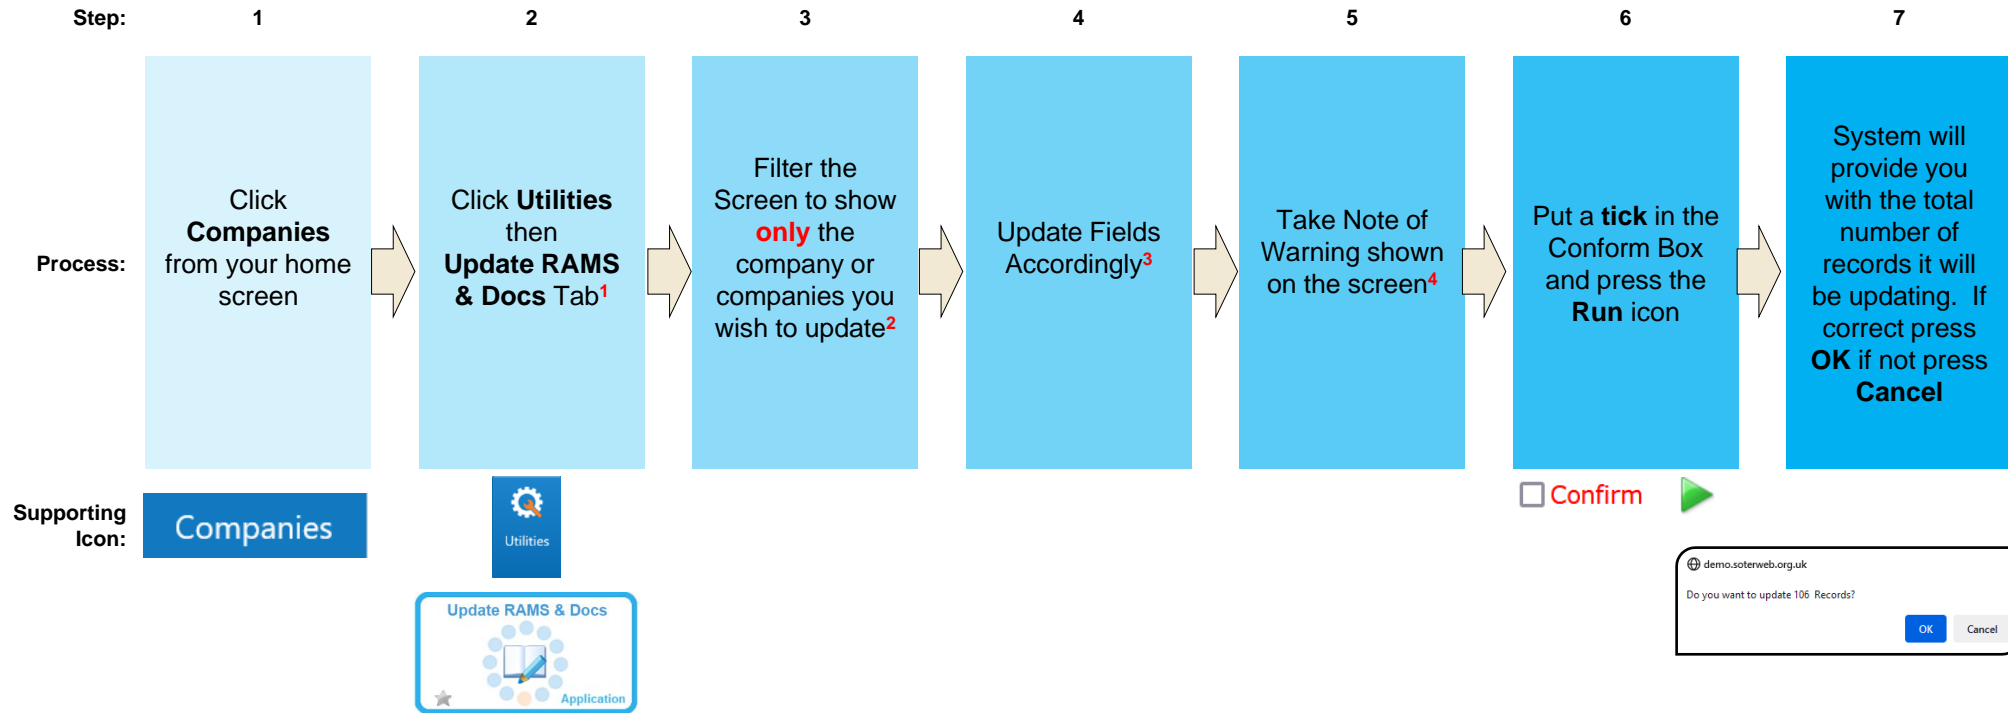 Step: 1 2 3 4 5 6 7
Process:
Click
Companies
from your home
screen
Click Utilities
then
Update RAMS
& Docs Tab1
Filter the
Screen to show
only the
company or
companies you
wish to update2
Update Fields
Accordingly3
Take Note of
Warning shown
on the screen4
Put a tick in the
Conform Box
and press the
Run icon
System will
provide you
with the total
number of
records it will
be updating. If
correct press
OK if not press
Cancel
Supporting
Icon:
Companies
Utilities
Update RAMS & Docs
Application
Confirm
demo.soterweb.org.uk
Do you want to update 106 Records?
OK Cancel